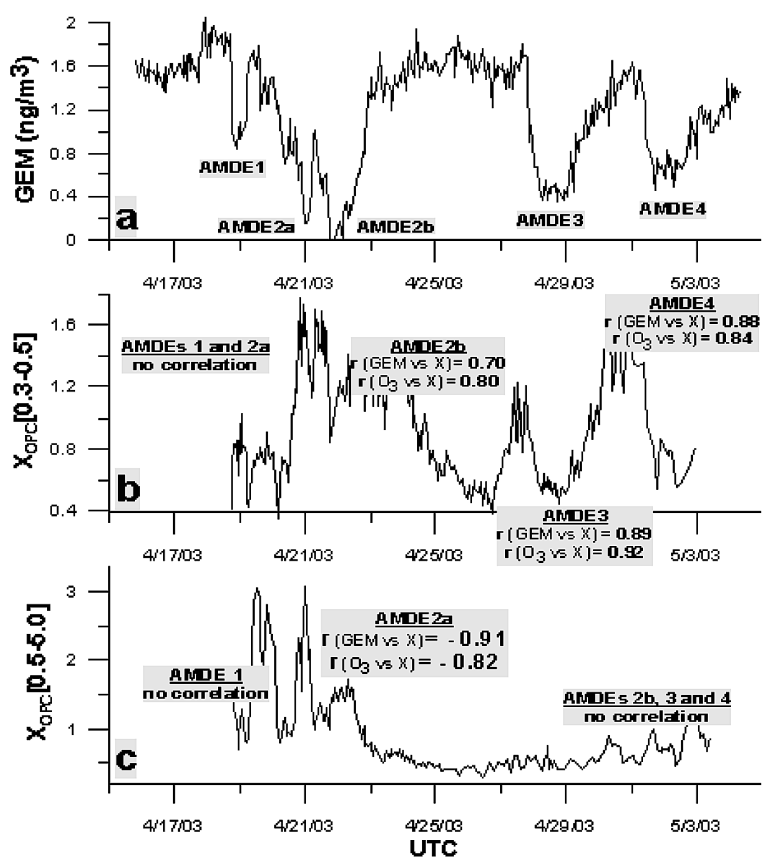 2
1.6
1.2
0.8
0.4
0
GEM (ng/m3)
a
AMDE1
AMDE2a
AMDE2b
AMDE3
AMDE4
4/17/03
4/21/03
4/25/03
4/29/03
5/3/03
1.6
1.2
0.8
0.4
XOPC[0.3-0.5]
b
AMDEs 1 and 2a
no correlation
AMDE2b
r (GEM vs X) = 0.70
r (O3 vs X) = 0.80
AMDE4
r (GEM vs X) = 0.88
r (O3 vs X) = 0.84
AMDE3
r (GEM vs X) = 0.89
r (O3 vs X) = 0.92
4/17/03
4/21/03
4/25/03
5/3/03
3
2
1
XOPC[0.5-5.0]
c
AMDE 1
no correlation
AMDE2a
r (GEM vs X) = - 0.91
r (O3 vs X) = - 0.82
AMDEs 2b, 3 and 4
no correlation
4/17/03
4/21/03
4/25/03
4/29/03
5/3/03
UTC